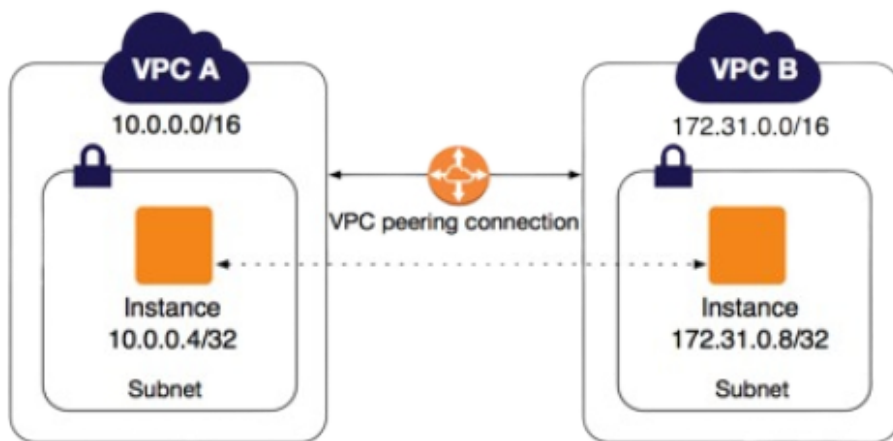 VPC A
10.0.0.0/16
Instance
10.0.0.4/32
Subnet
VPC peering connection
VPC B
172.31.0.0/16
Instance
172.31.0.8/32
Subnet